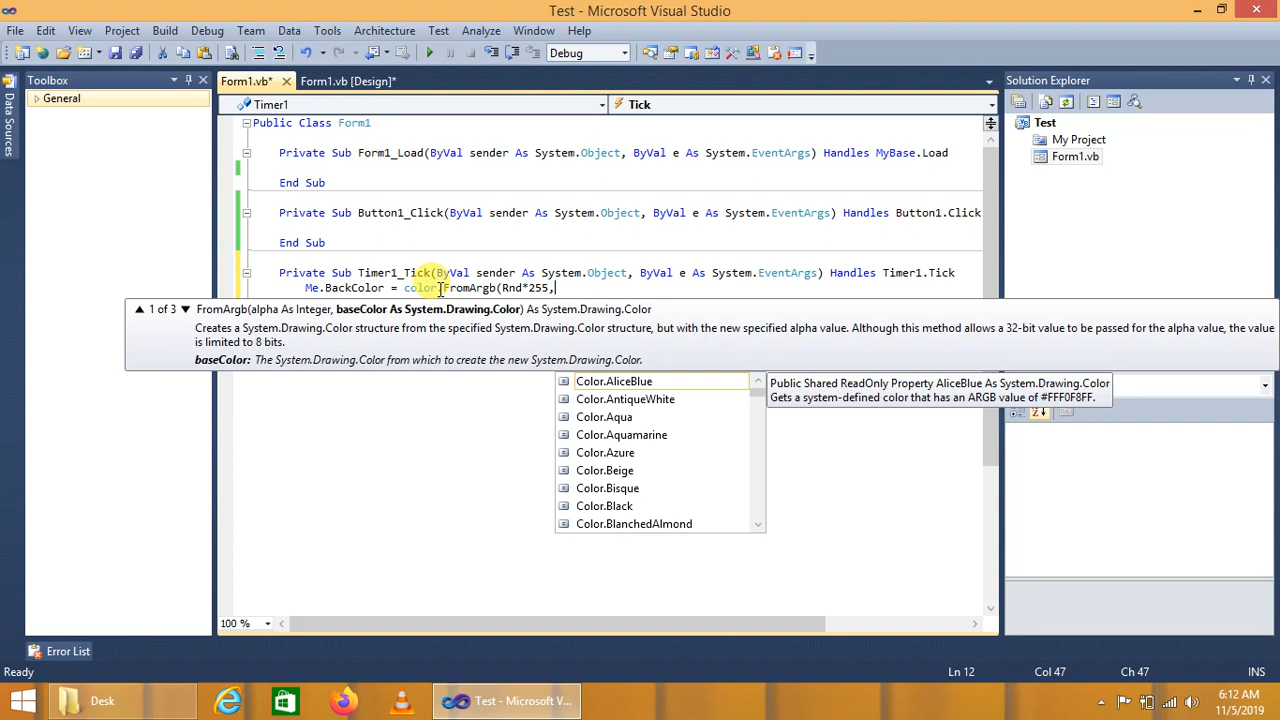 Test - Microsoft Visual Studio
File Edit View Project Build Debug Team Data Tools Architecture Test Analyze Window Help
Debug
Toolbox
Form1.vb*
Form1.vb [Design]*
Solution Explorer
Data Sources
General
Timer1
Tick
Public Class Form1
Test
My Project
Form1.vb
Private Sub Form1_Load(ByVal sender As System.Object, ByVal e As System.EventArgs) Handles MyBase.Load
End Sub
Private Sub Button1_Click(ByVal sender As System.Object, ByVal e As System.EventArgs) Handles Button1.Click
End Sub
Private Sub Timer1_Tick(ByVal sender As System.Object, ByVal e As System.EventArgs) Handles Timer1.Tick
Me.BackColor = color.FromArgb(Rnd*255,
1 of 3 FromArgb(alpha As Integer, baseColor As System.Drawing.Color) As System.Drawing.Color
Creates a System.Drawing.Color structure from the specified System.Drawing.Color structure, but with the new specified alpha value. Although this method allows a 32-bit value to be passed for the alpha value, the value
is limited to 8 bits.
baseColor: The System.Drawing.Color from which to create the new System.Drawing.Color.
Color.AliceBlue
Color.AntiqueWhite
Color.Aqua
Color.Aquamarine
Color.Azure
Color.Beige
Color.Bisque
Color.Black
Color.BlanchedAlmond
Public Shared ReadOnly Property AliceBlue As System.Drawing.Color
Gets a system-defined color that has an ARGB value of #FFF0F8FF.
100 %
Error List
Ready
Ln 12
Col 47
Ch 47
INS
Desk
Test - Microsoft V...
6:12 AM
11/5/2019